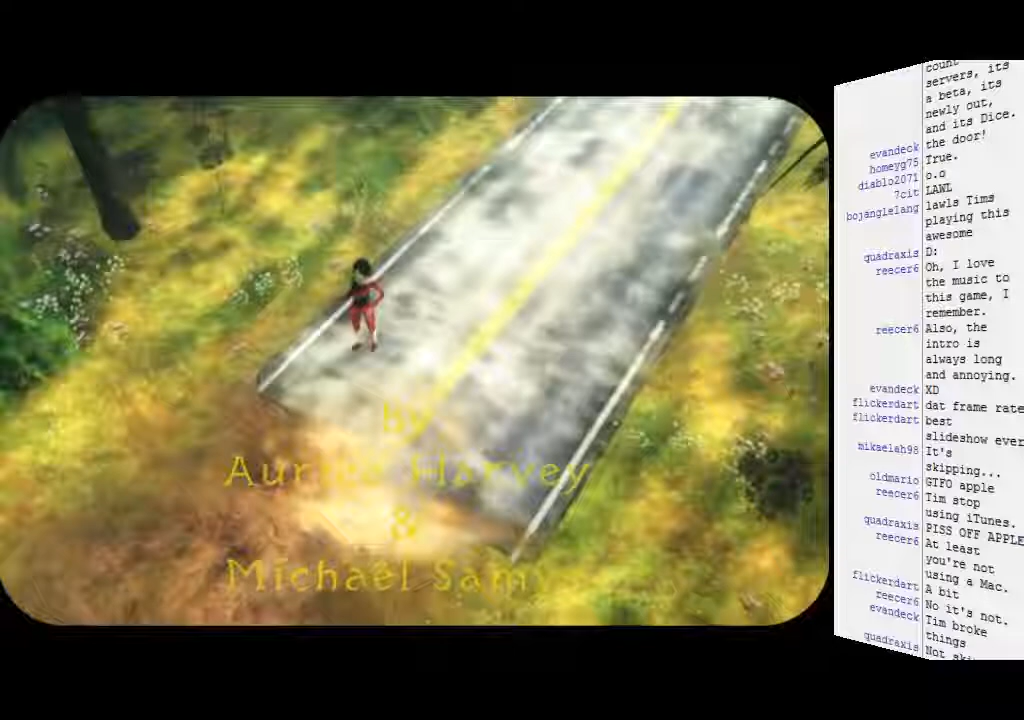 by
Auriea Harvey
&
Michaël Samyn
count
servers, its
a beta, its
newly out,
and its Dice.
evandeck the door!
homeyg75 True.
diablo2071 o.o
7cit LAWL
bojanglelang lawls Tims
playing this
awesome
quadraxis D:
reecer6 Oh, I love
the music to
this game, I
remember.
reecer6 Also, the
intro is
always long
and annoying.
evandeck XD
flickerdart dat frame rate
flickerdart best
slideshow ever
mikaelah98 It's
skipping...
oldmario GTFO apple
reecer6 Tim stop
using iTunes.
quadraxis PISS OFF APPLE
reecer6 At least
you're not
using a Mac.
flickerdart A bit
reecer6 No it's not.
evandeck Tim broke
things
quadraxis Not